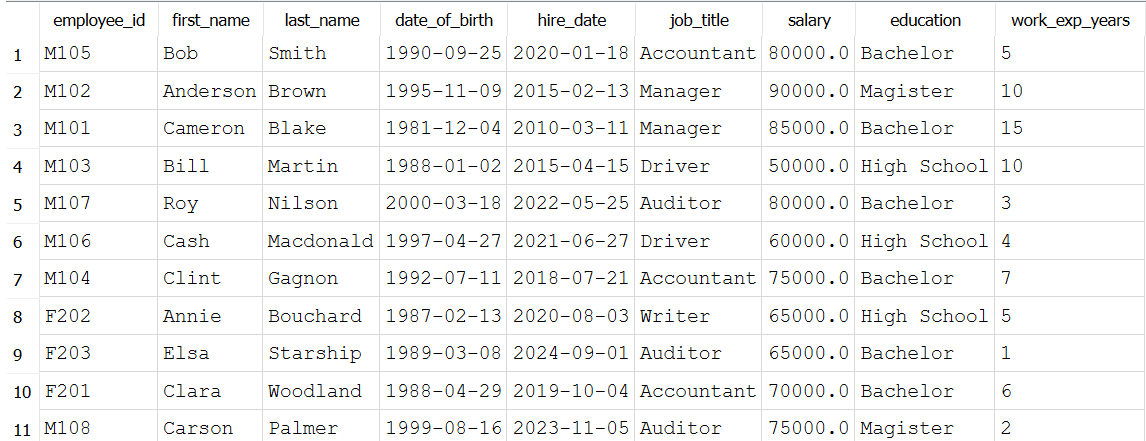 employee_id first_name last_name date_of_birth hire_date job_title salary education work_exp_years
1 M105 Bob Smith 1990-09-25 2020-01-18 Accountant 80000.0 Bachelor 5
2 M102 Anderson Brown 1995-11-09 2015-02-13 Manager 90000.0 Magister 10
3 M101 Cameron Blake 1981-12-04 2010-03-11 Manager 85000.0 Bachelor 15
4 M103 Bill Martin 1988-01-02 2015-04-15 Driver 50000.0 High School 10
5 M107 Roy Nilson 2000-03-18 2022-05-25 Auditor 80000.0 Bachelor 3
6 M106 Cash Macdonald 1997-04-27 2021-06-27 Driver 60000.0 High School 4
7 M104 Clint Gagnon 1992-07-11 2018-07-21 Accountant 75000.0 Bachelor 7
8 F202 Annie Bouchard 1987-02-13 2020-08-03 Writer 65000.0 High School 5
9 F203 Elsa Starship 1989-03-08 2024-09-01 Auditor 65000.0 Bachelor 1
10 F201 Clara Woodland 1988-04-29 2019-10-04 Accountant 70000.0 Bachelor 6
11 M108 Carson Palmer 1999-08-16 2023-11-05 Auditor 75000.0 Magister 2